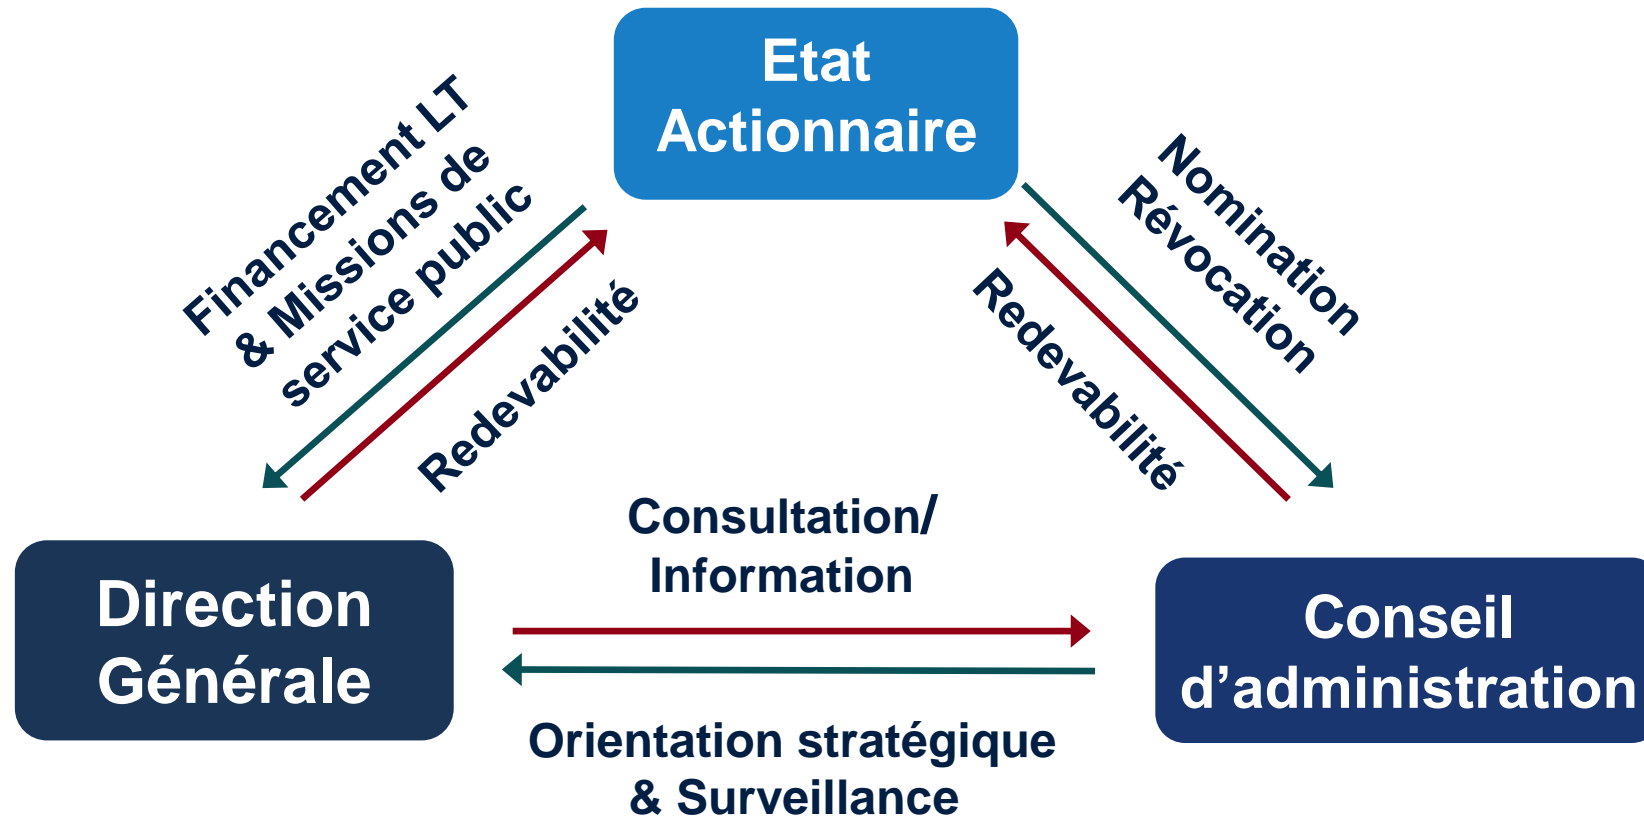 Etat
Actionnaire
Financement LT
& Missions de
service public
Redevabilité
Nomination
Révocation
Redevabilité
Consultation/
Information
Direction
Générale
Conseil
d’administration
Orientation stratégique
& Surveillance